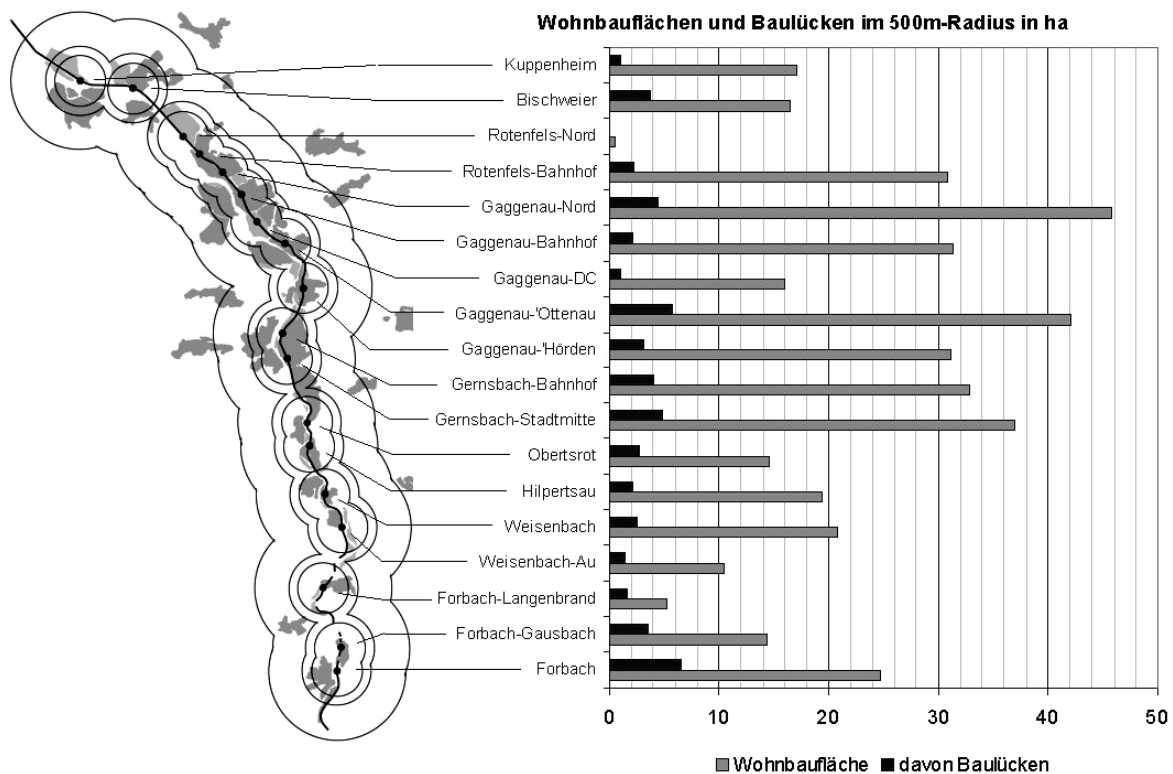 Wohnbauflächen und Baulücken im 500m-Radius in ha
Kuppenheim
Bischweier
Rotenfels-Nord
Rotenfels-Bahnhof
Gaggenau-Nord
Gaggenau-Bahnhof
Gaggenau-DC
Gaggenau-'Ottenau
Gaggenau-'Hörden
Gernsbach-Bahnhof
Gernsbach-Stadtmitte
Obertsrot
Hilpertsau
Weisenbach
Weisenbach-Au
Forbach-Langenbrand
Forbach-Gausbach
Forbach
0 10 20 30 40 50
Wohnbaufläche davon Baulücken